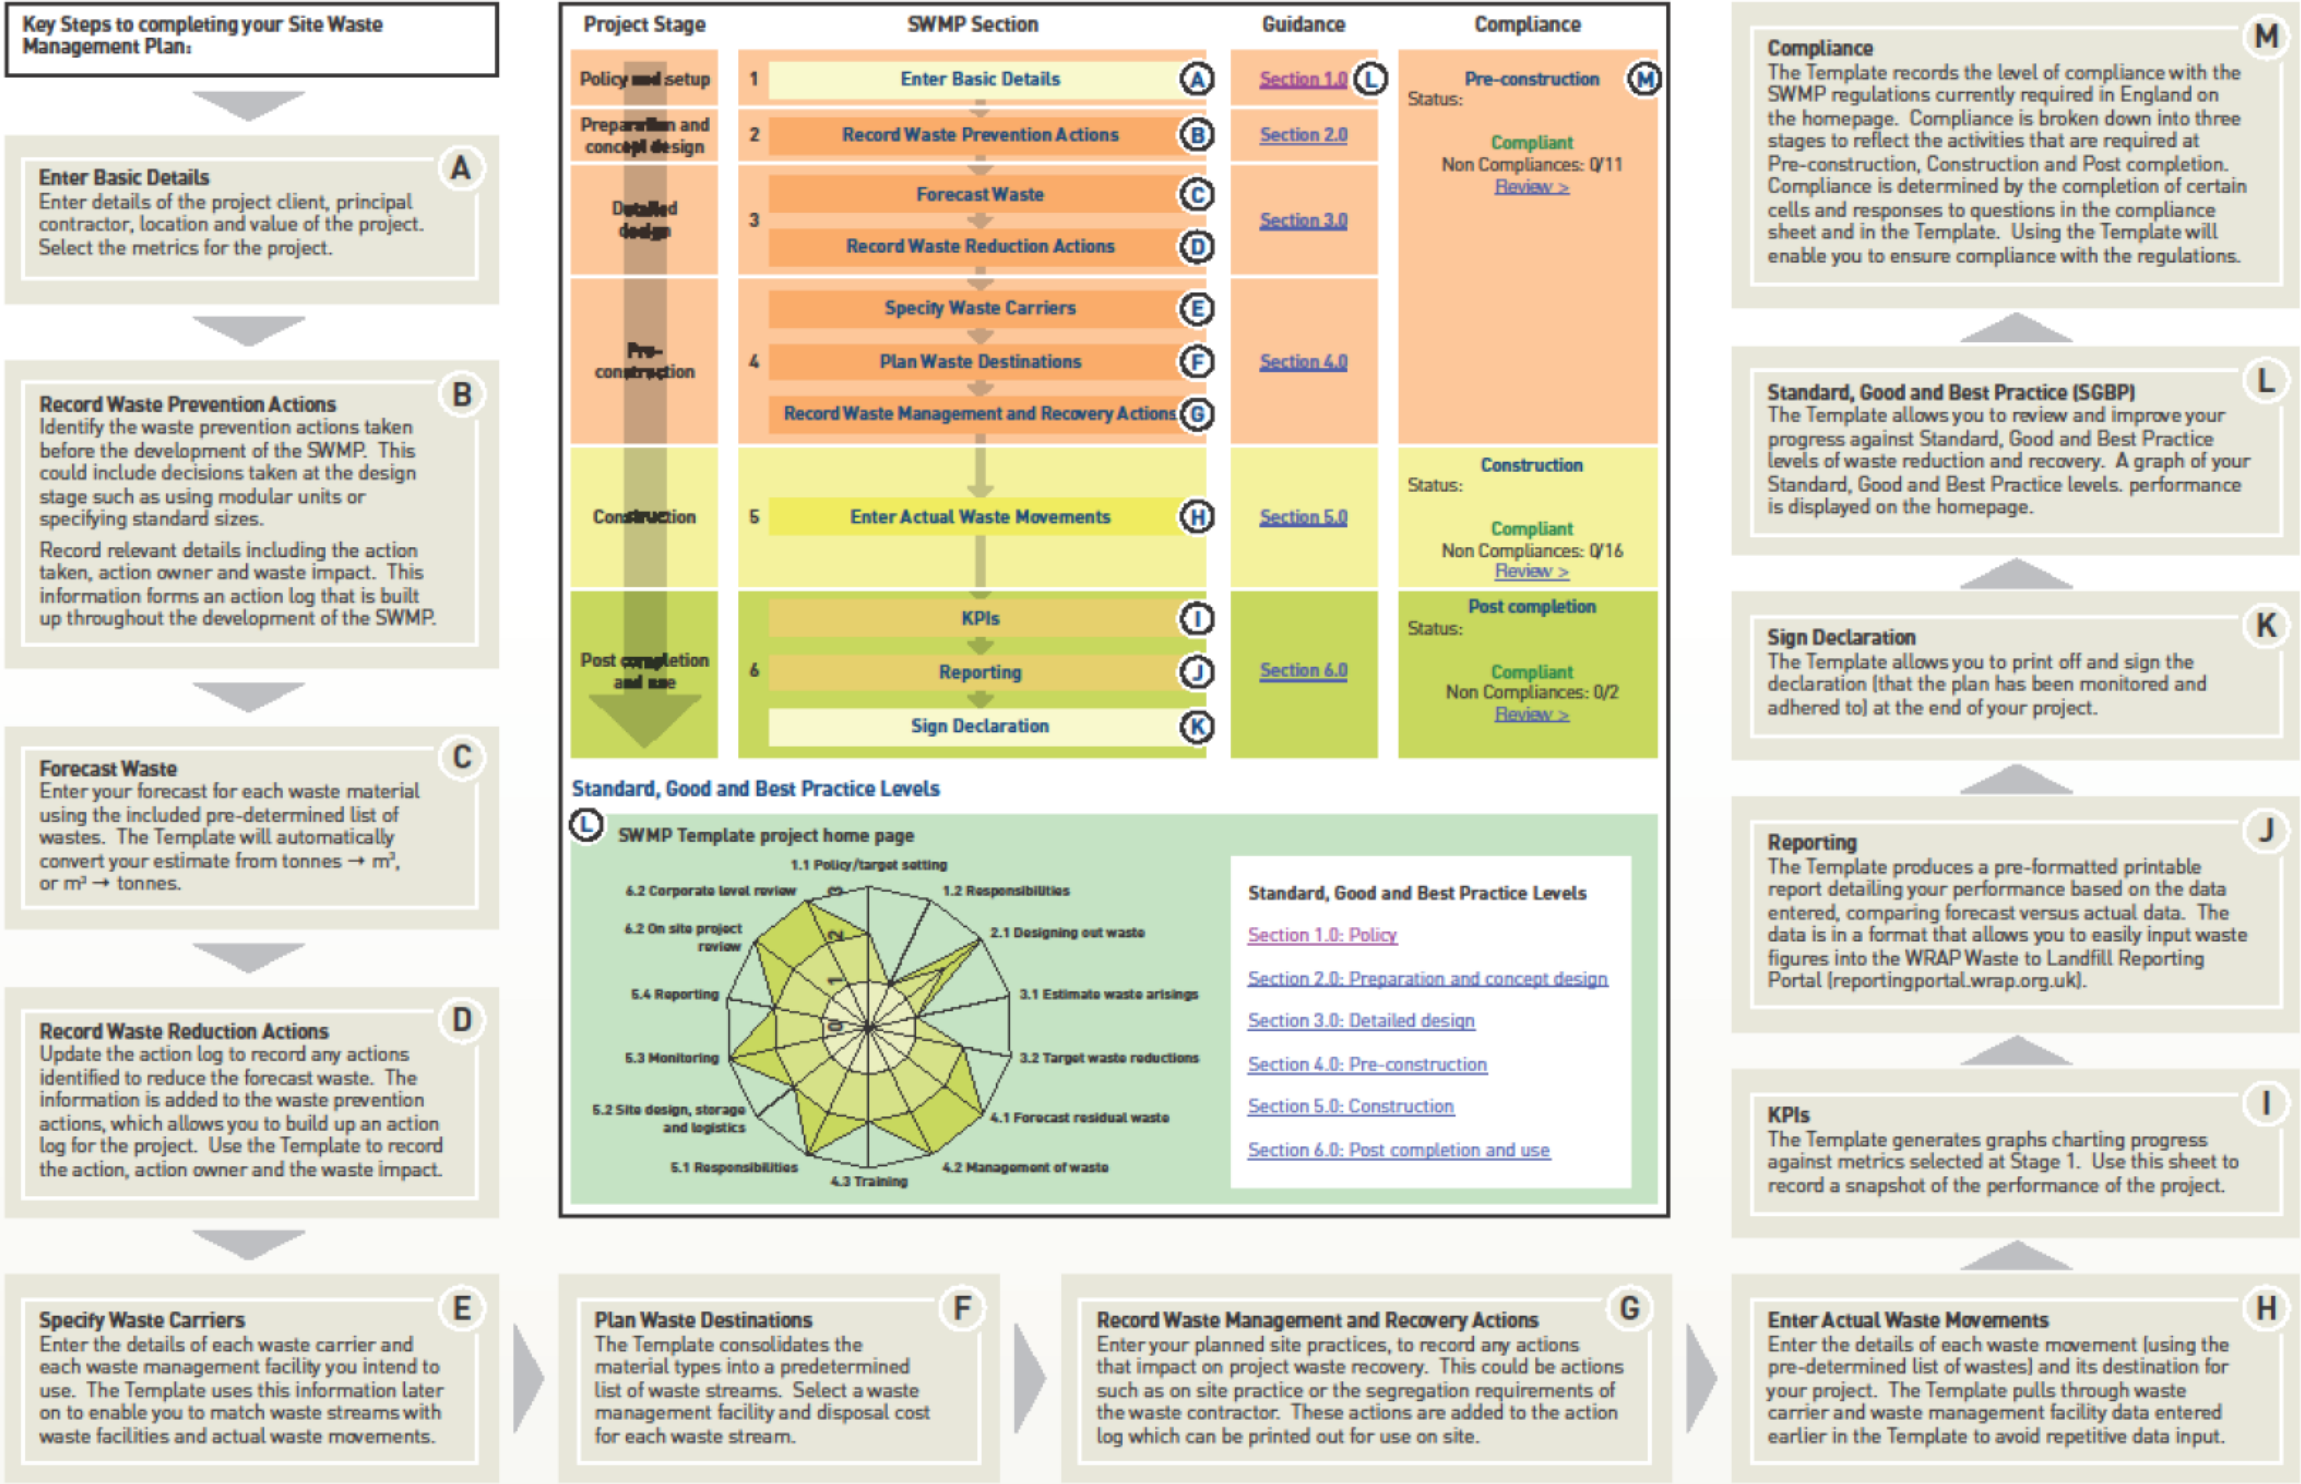 Key Steps to completing your Site Waste
Management Plan:
A
Enter Basic Details
Enter details of the project client, principal
contractor, location and value of the project.
Select the metrics for the project.
B
Record Waste Prevention Actions
Identify the waste prevention actions taken
before the development of the SWMP. This
could include decisions taken at the design
stage such as using modular units or
specifying standard sizes.
Record relevant details including the action
taken, action owner and waste impact. This
information forms an action log that is built
up throughout the development of the SWMP.
C
Forecast Waste
Enter your forecast for each waste material
using the included pre-determined list of
wastes. The Template will automatically
convert your estimate from tonnes → m³,
or m³ → tonnes.
D
Record Waste Reduction Actions
Update the action log to record any actions
identified to reduce the forecast waste. The
information is added to the waste prevention
actions, which allows you to build up an action
log for the project. Use the Template to record
the action, action owner and the waste impact.
E
Specify Waste Carriers
Enter the details of each waste carrier and
each waste management facility you intend to
use. The Template uses this information later
on to enable you to match waste streams with
waste facilities and actual waste movements.
F
Plan Waste Destinations
The Template consolidates the
material types into a predetermined
list of waste streams. Select a waste
management facility and disposal cost
for each waste stream.
G
Record Waste Management and Recovery Actions
Enter your planned site practices, to record any actions
that impact on project waste recovery. This could be actions
such as on site practice or the segregation requirements of
the waste contractor. These actions are added to the action
log which can be printed out for use on site.
H
Enter Actual Waste Movements
Enter the details of each waste movement (using the
pre-determined list of wastes) and its destination for
your project. The Template pulls through waste
carrier and waste management facility data entered
earlier in the Template to avoid repetitive data input.
I
KPIs
The Template generates graphs charting progress
against metrics selected at Stage 1. Use this sheet to
record a snapshot of the performance of the project.
J
Reporting
The Template produces a pre-formatted printable
report detailing your performance based on the data
entered, comparing forecast versus actual data. The
data is in a format that allows you to easily input waste
figures into the WRAP Waste to Landfill Reporting
Portal (reportingportal.wrap.org.uk).
K
Sign Declaration
The Template allows you to print off and sign the
declaration (that the plan has been monitored and
adhered to) at the end of your project.
L
Standard, Good and Best Practice (SGBP)
The Template allows you to review and improve your
progress against Standard, Good and Best Practice
levels of waste reduction and recovery. A graph of your
Standard, Good and Best Practice levels. performance
is displayed on the homepage.
M
Compliance
The Template records the level of compliance with the
SWMP regulations currently required in England on
the homepage. Compliance is broken down into three
stages to reflect the activities that are required at
Pre-construction, Construction and Post completion.
Compliance is determined by the completion of certain
cells and responses to questions in the compliance
sheet and in the Template. Using the Template will
enable you to ensure compliance with the regulations.
Project Stage
SWMP Section
Guidance
Compliance
Policy and setup
1
Enter Basic Details
A
Section 1.0
L
Pre-construction
M
Status:
Compliant
Non Compliances: 0/11
Review >
Preparation and
concept design
2
Record Waste Prevention Actions
B
Section 2.0
Detailed
design
3
Forecast Waste
C
Record Waste Reduction Actions
D
Section 3.0
Pre-
construction
4
Specify Waste Carriers
E
Plan Waste Destinations
F
Record Waste Management and Recovery Actions
G
Section 4.0
Construction
5
Enter Actual Waste Movements
H
Section 5.0
Construction
Status:
Compliant
Non Compliances: 0/16
Review >
Post completion
and use
6
KPIs
I
Reporting
J
Sign Declaration
K
Section 6.0
Post completion
Status:
Compliant
Non Compliances: 0/2
Review >
Standard, Good and Best Practice Levels
L
SWMP Template project home page
1.1 Policy/target setting
1.2 Responsibilities
2.1 Designing out waste
3.1 Estimate waste arisings
3.2 Target waste reductions
4.1 Forecast residual waste
4.2 Management of waste
4.3 Training
5.1 Responsibilities
5.2 Site design, storage
and logistics
5.3 Monitoring
5.4 Reporting
6.2 On site project
review
6.2 Corporate level review
3
2
1
0
Standard, Good and Best Practice Levels
Section 1.0: Policy
Section 2.0: Preparation and concept design
Section 3.0: Detailed design
Section 4.0: Pre-construction
Section 5.0: Construction
Section 6.0: Post completion and use